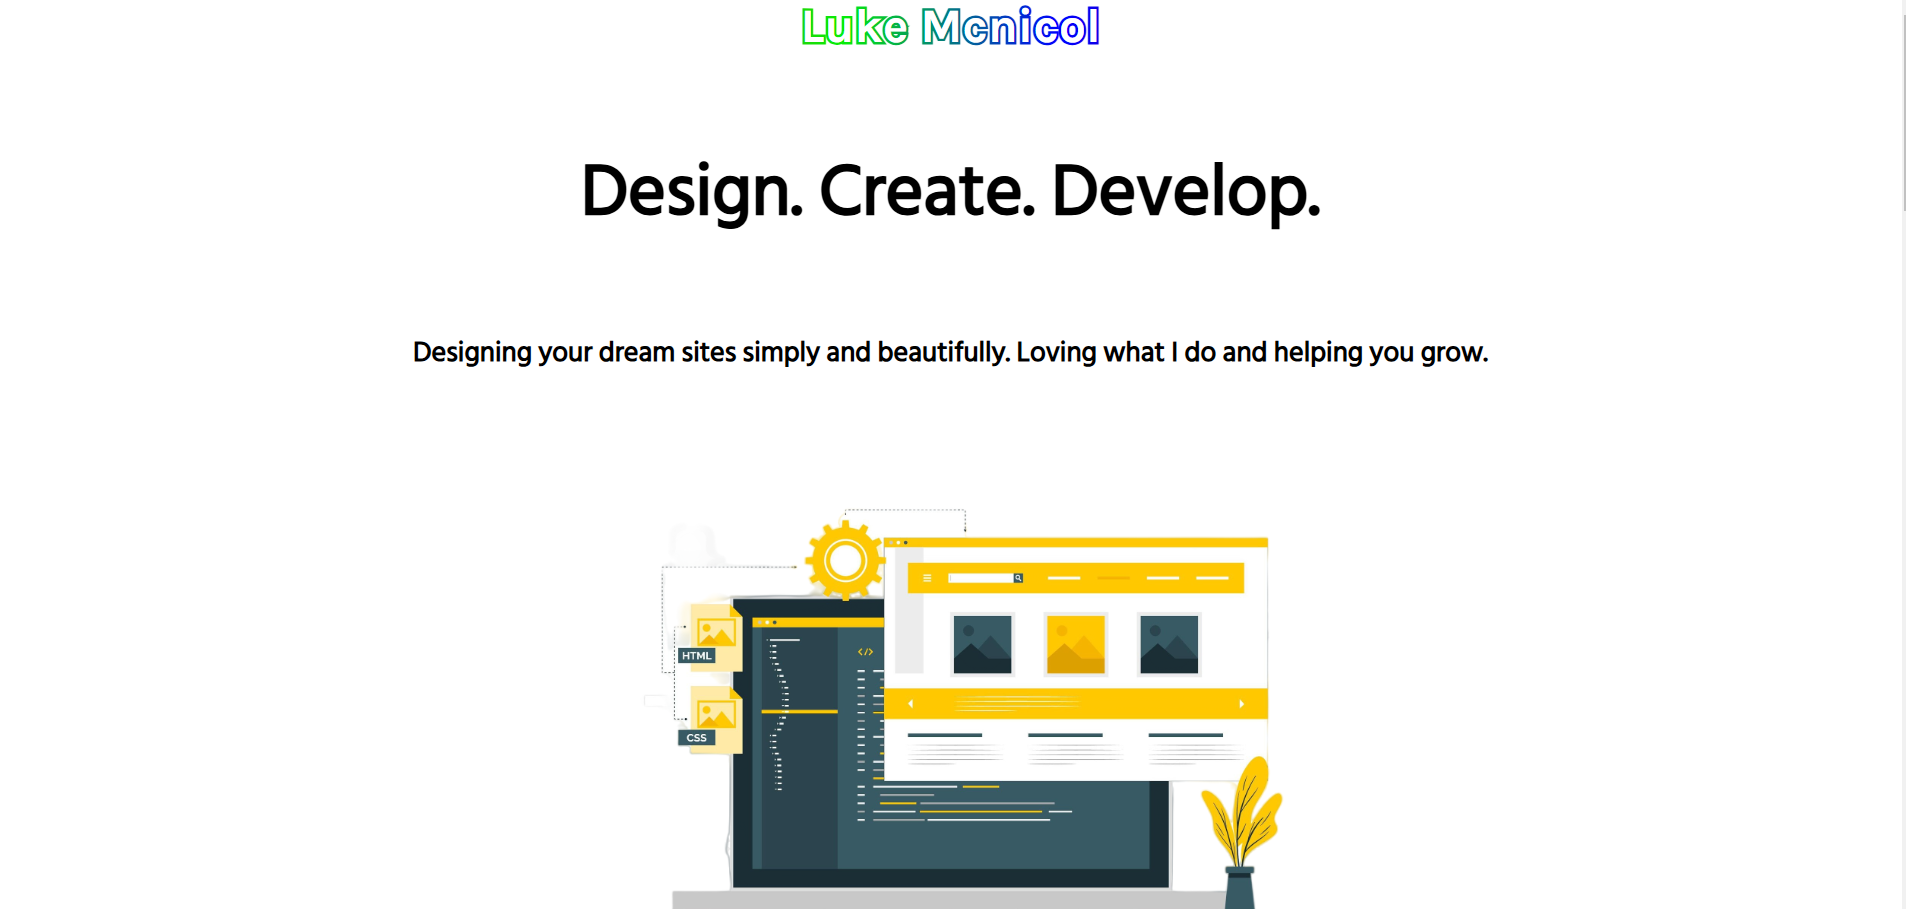 Luke Mcnicol
Design. Create. Develop.
Designing your dream sites simply and beautifully. Loving what I do and helping you grow.
</>
HTML
CSS